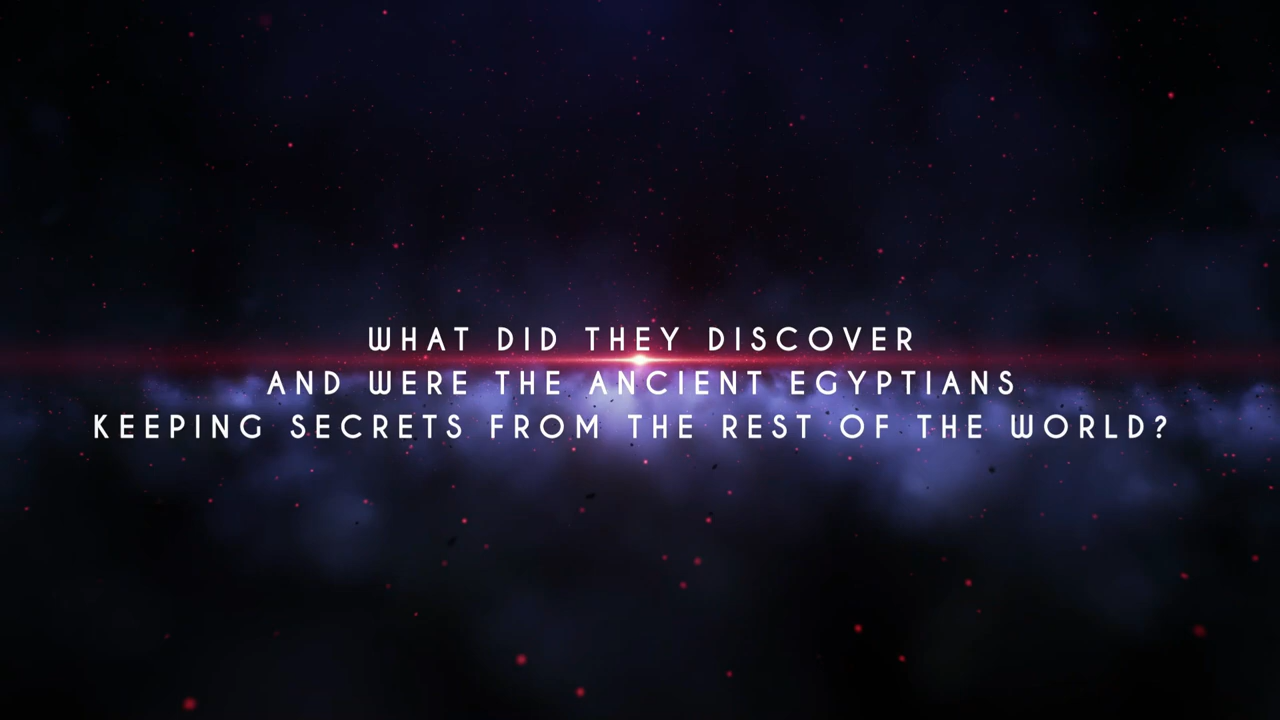 WHAT DID THEY DISCOVER
AND WERE THE ANCIENT EGYPTIANS
KEEPING SECRETS FROM THE REST OF THE WORLD?